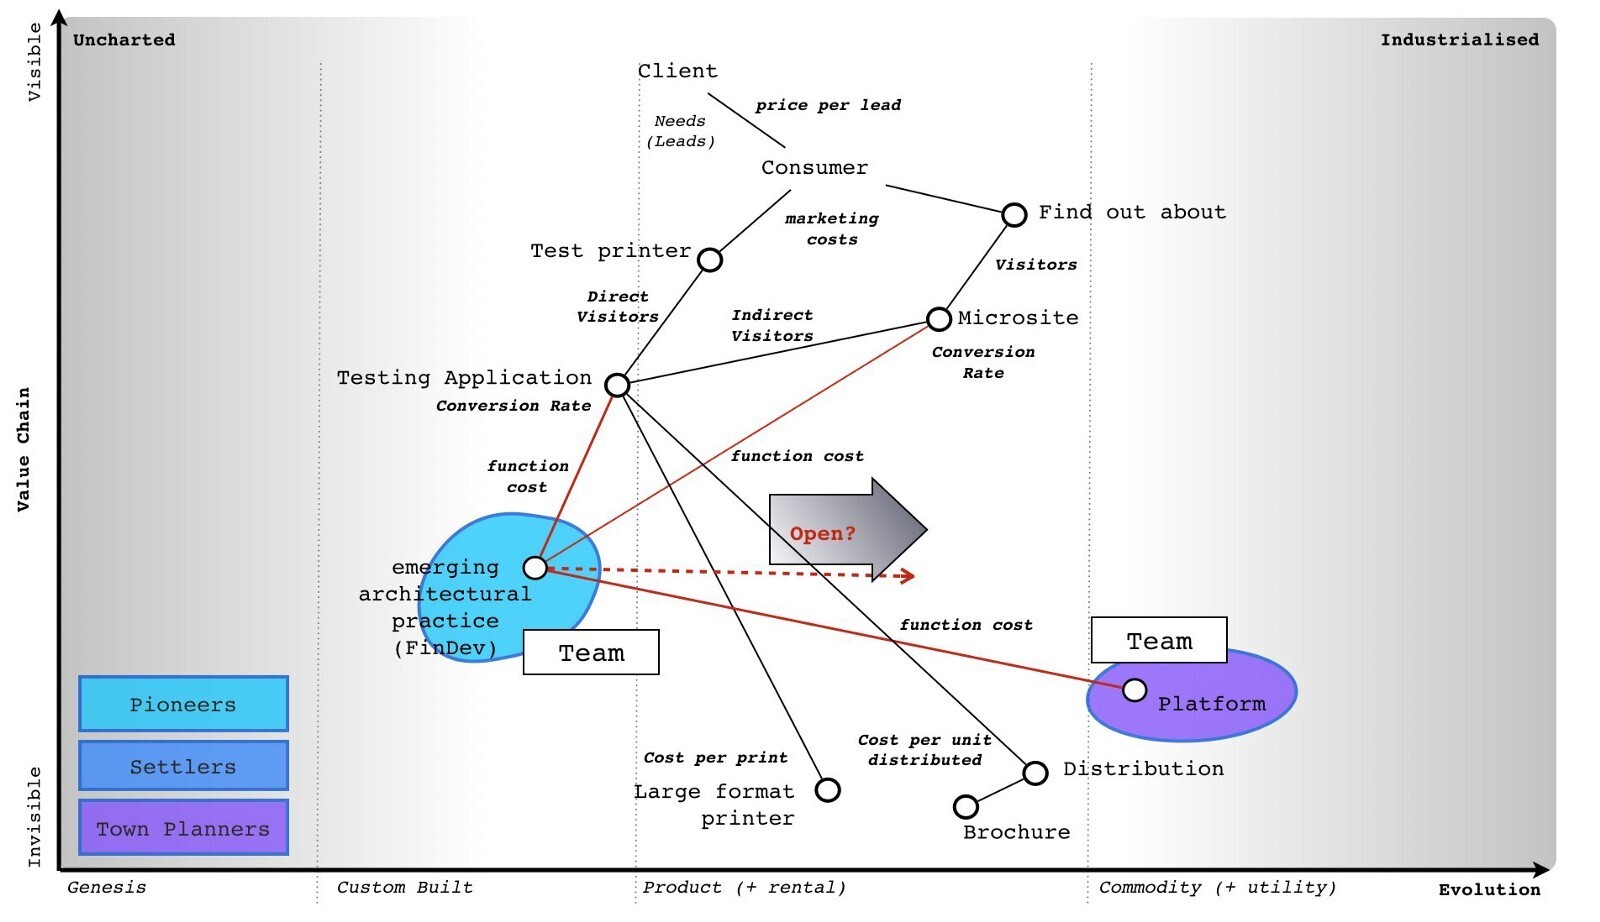 Uncharted
Industrialised
Visible
Value Chain
Invisible
Client
price per lead
Needs
(Leads)
Consumer
marketing
costs
Find out about
Test printer
Visitors
Direct
Visitors
Indirect
Visitors
Microsite
Conversion
Rate
Testing Application
Conversion Rate
function
cost
function cost
Open?
emerging
architectural
practice
(FinDev)
Team
function cost
Team
Platform
Pioneers
Settlers
Town Planners
Cost per print
Large format
printer
Cost per unit
distributed
Distribution
Brochure
Genesis
Custom Built
Product (+ rental)
Commodity (+ utility)
Evolution